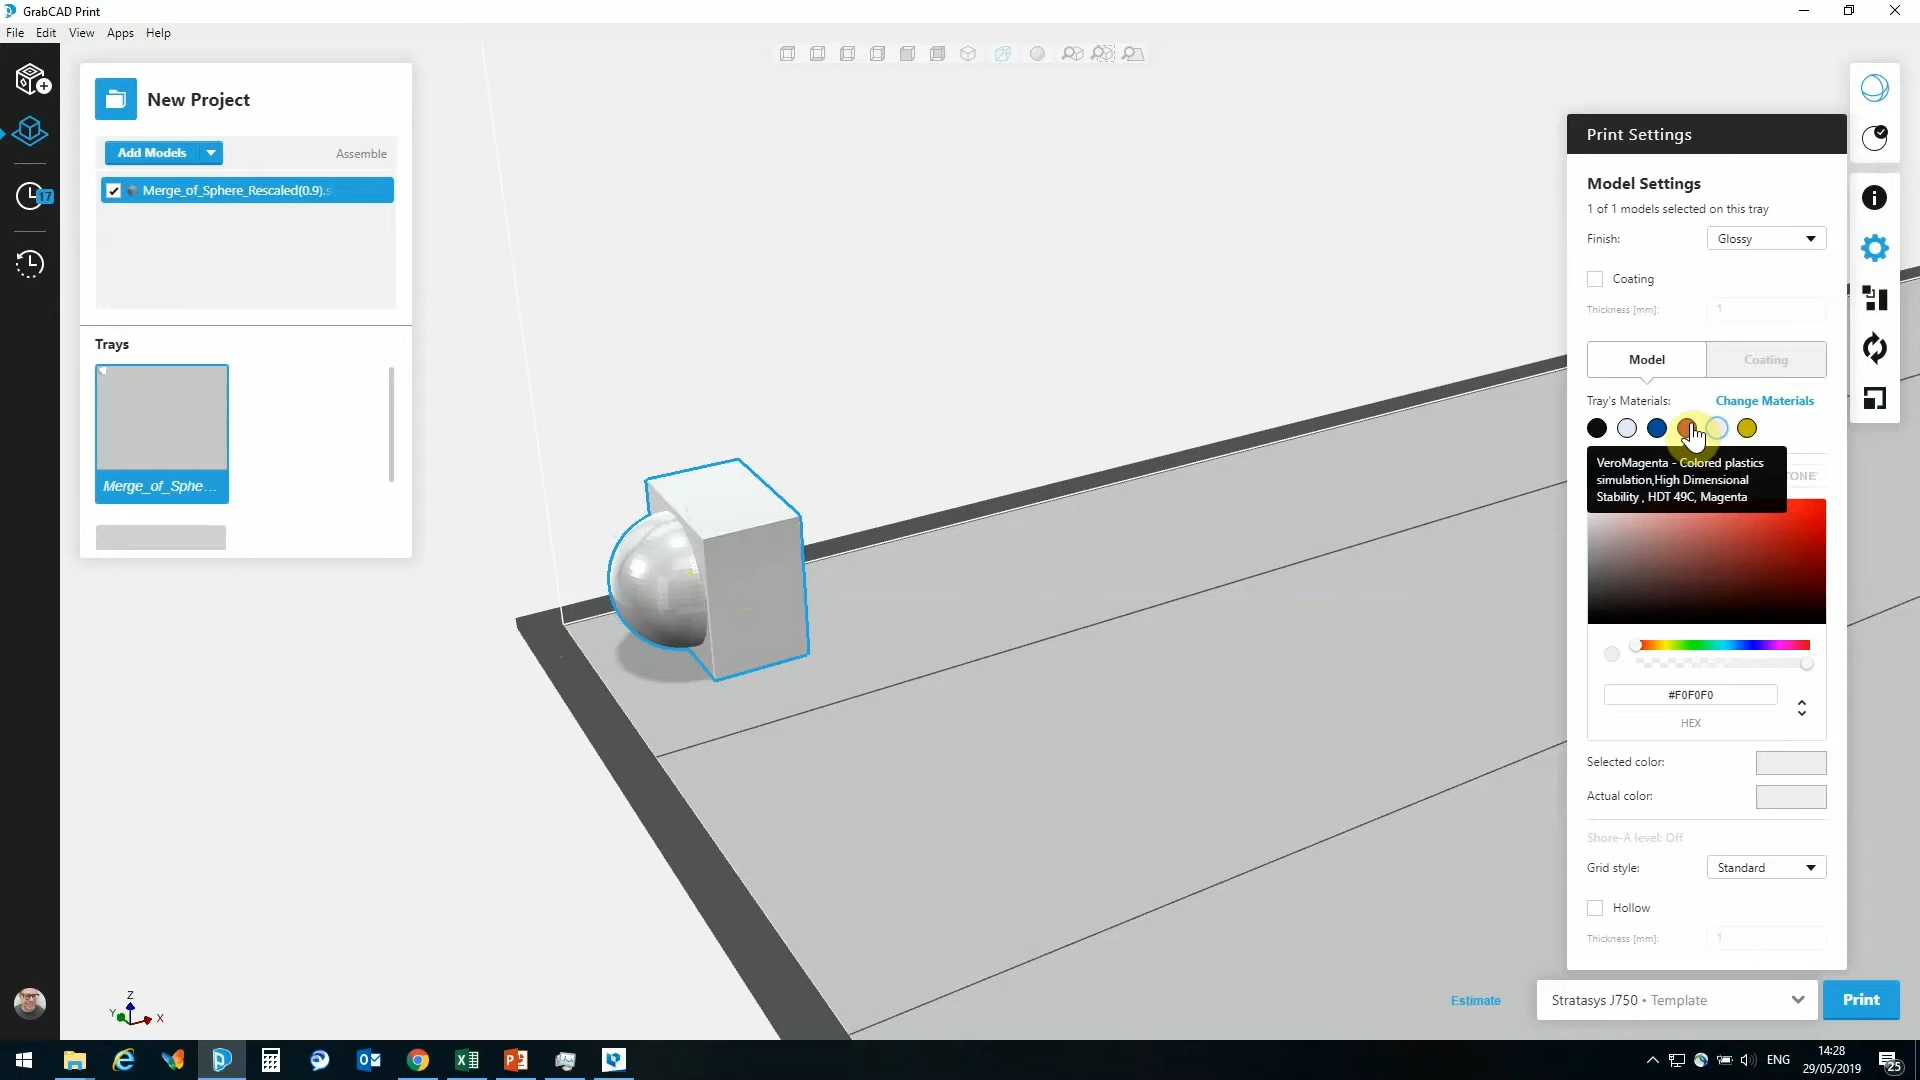 GrabCAD Print
File Edit View Apps Help
New Project
Add Models
Assemble
Merge_of_Sphere_Rescaled(0.9).s
17
Trays
Merge_of_Sphe...
Z
Y
X
Print Settings
Model Settings
1 of 1 models selected on this tray
Finish:
Glossy
Coating
Thickness [mm]:
1
Model
Coating
Tray's Materials:
Change Materials
VeroMagenta - Colored plastics
simulation,High Dimensional
Stability , HDT 49C, Magenta
#F0F0F0
HEX
Selected color:
Actual color:
Shore-A level: Off
Grid style:
Standard
Hollow
Thickness [mm]:
1
Estimate
Stratasys J750 • Template
Print
ENG
14:28
29/05/2019
25